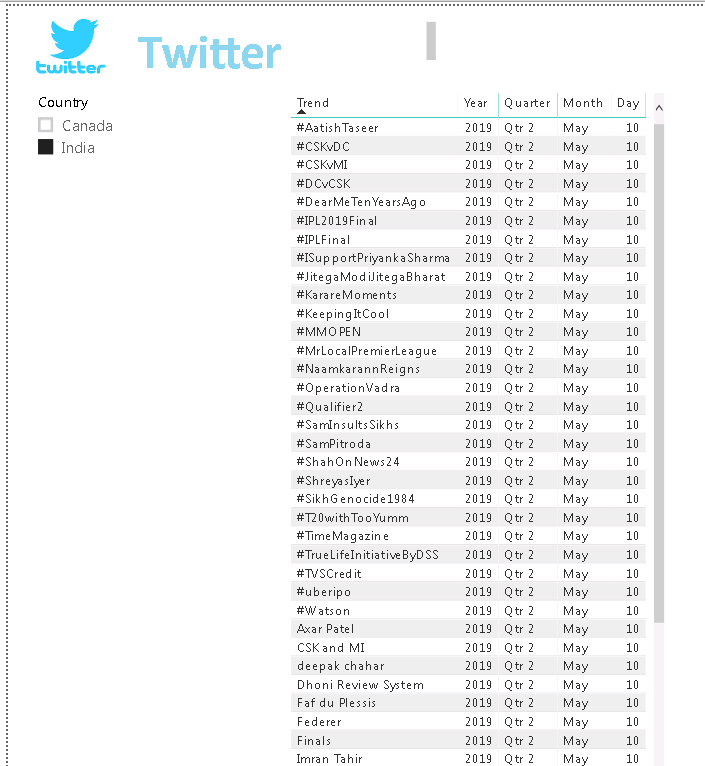 twitter
Twitter
Country
Canada
India
Trend Year Quarter Month Day
#AatishTaseer 2019 Qtr 2 May 10
#CSKvDC 2019 Qtr 2 May 10
#CSKvMI 2019 Qtr 2 May 10
#DCvCSK 2019 Qtr 2 May 10
#DearMeTenYearsAgo 2019 Qtr 2 May 10
#IPL2019Final 2019 Qtr 2 May 10
#IPLFinal 2019 Qtr 2 May 10
#ISupportPriyankaSharma 2019 Qtr 2 May 10
#JitegaModiJitegaBharat 2019 Qtr 2 May 10
#KarareMoments 2019 Qtr 2 May 10
#KeepingItCool 2019 Qtr 2 May 10
#MMOPEN 2019 Qtr 2 May 10
#MrLocalPremierLeague 2019 Qtr 2 May 10
#NaamkarannReigns 2019 Qtr 2 May 10
#OperationVadra 2019 Qtr 2 May 10
#Qualifier2 2019 Qtr 2 May 10
#SamInsultsSikhs 2019 Qtr 2 May 10
#SamPitroda 2019 Qtr 2 May 10
#ShahOnNews24 2019 Qtr 2 May 10
#ShreyasIyer 2019 Qtr 2 May 10
#SikhGenocide1984 2019 Qtr 2 May 10
#T20withTooYumm 2019 Qtr 2 May 10
#TimeMagazine 2019 Qtr 2 May 10
#TrueLifeInitiativeByDSS 2019 Qtr 2 May 10
#TVSCredit 2019 Qtr 2 May 10
#uberipo 2019 Qtr 2 May 10
#Watson 2019 Qtr 2 May 10
Axar Patel 2019 Qtr 2 May 10
CSK and MI 2019 Qtr 2 May 10
deepak chahar 2019 Qtr 2 May 10
Dhoni Review System 2019 Qtr 2 May 10
Faf du Plessis 2019 Qtr 2 May 10
Federer 2019 Qtr 2 May 10
Finals 2019 Qtr 2 May 10
Imran Tahir 2019 Qtr 2 May 10